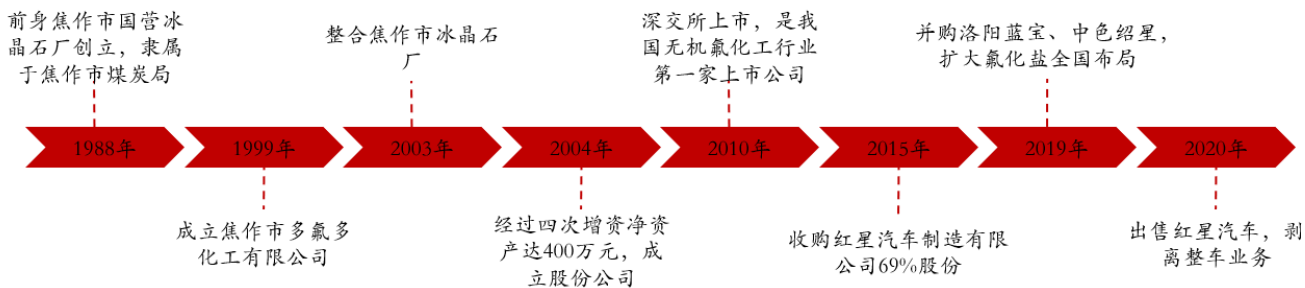 前身焦作市国营冰
晶石厂创立，隶属
于焦作市煤炭局
整合焦作市冰晶石
厂
深交所上市，是我
国无机氟化工行业
第一家上市公司
并购洛阳蓝宝、中色绍星，
扩大氟化盐全国布局
1988年
1999年
2003年
2004年
2010年
2015年
2019年
2020年
成立焦作市多氟多
化工有限公司
经过四次增资净资
产达400万元，成
立股份公司
收购红星汽车制造有限
公司69%股份
出售红星汽车，剥
离整车业务